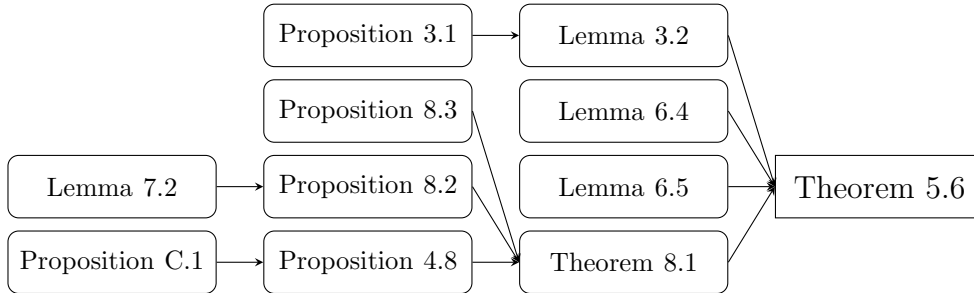 Proposition 3.1
Lemma 3.2
Proposition 8.3
Lemma 6.4
Lemma 7.2
Proposition 8.2
Lemma 6.5
Theorem 5.6
Proposition C.1
Proposition 4.8
Theorem 8.1